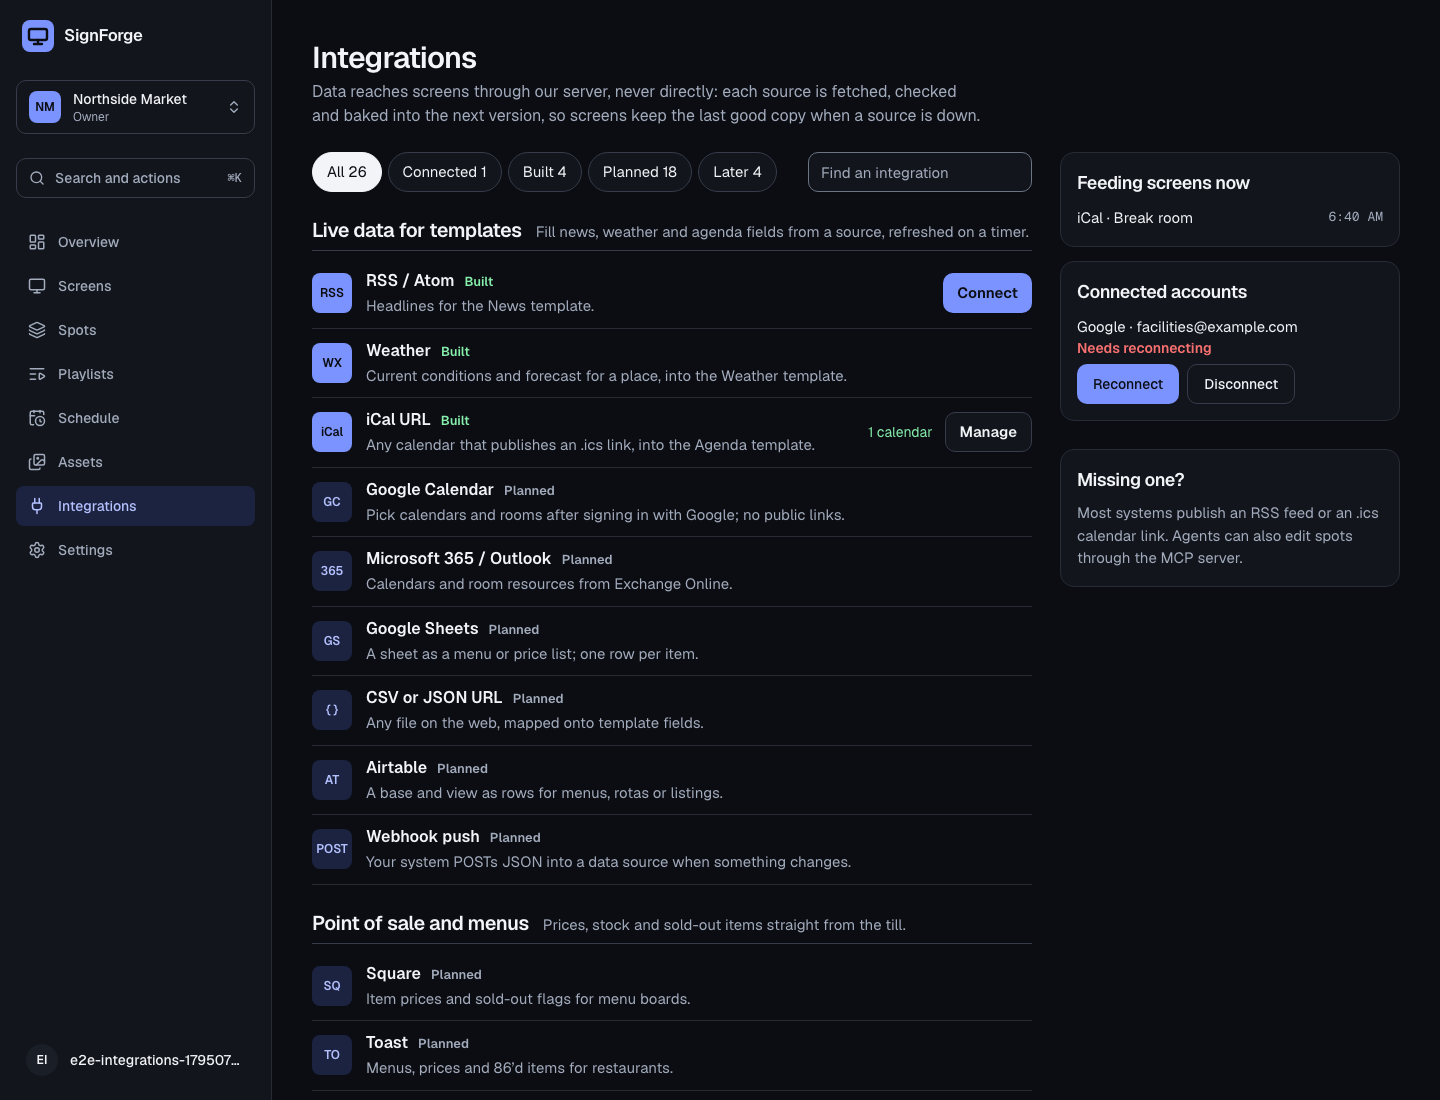 SignForge
NM
Northside Market
Owner
Search and actions
⌘K
Overview
Screens
Spots
Playlists
Schedule
Assets
Integrations
Settings
EI
e2e-integrations-179507...
Integrations
Data reaches screens through our server, never directly: each source is fetched, checked
and baked into the next version, so screens keep the last good copy when a source is down.
All 26
Connected 1
Built 4
Planned 18
Later 4
Find an integration
Live data for templates
Fill news, weather and agenda fields from a source, refreshed on a timer.
RSS
RSS / Atom Built
Headlines for the News template.
Connect
WX
Weather Built
Current conditions and forecast for a place, into the Weather template.
iCal
iCal URL Built
Any calendar that publishes an .ics link, into the Agenda template.
1 calendar
Manage
GC
Google Calendar Planned
Pick calendars and rooms after signing in with Google; no public links.
365
Microsoft 365 / Outlook Planned
Calendars and room resources from Exchange Online.
GS
Google Sheets Planned
A sheet as a menu or price list; one row per item.
{}
CSV or JSON URL Planned
Any file on the web, mapped onto template fields.
AT
Airtable Planned
A base and view as rows for menus, rotas or listings.
POST
Webhook push Planned
Your system POSTs JSON into a data source when something changes.
Point of sale and menus
Prices, stock and sold-out items straight from the till.
SQ
Square Planned
Item prices and sold-out flags for menu boards.
TO
Toast Planned
Menus, prices and 86'd items for restaurants.
Feeding screens now
iCal · Break room
6:40 AM
Connected accounts
Google · facilities@example.com
Needs reconnecting
Reconnect
Disconnect
Missing one?
Most systems publish an RSS feed or an .ics
calendar link. Agents can also edit spots
through the MCP server.